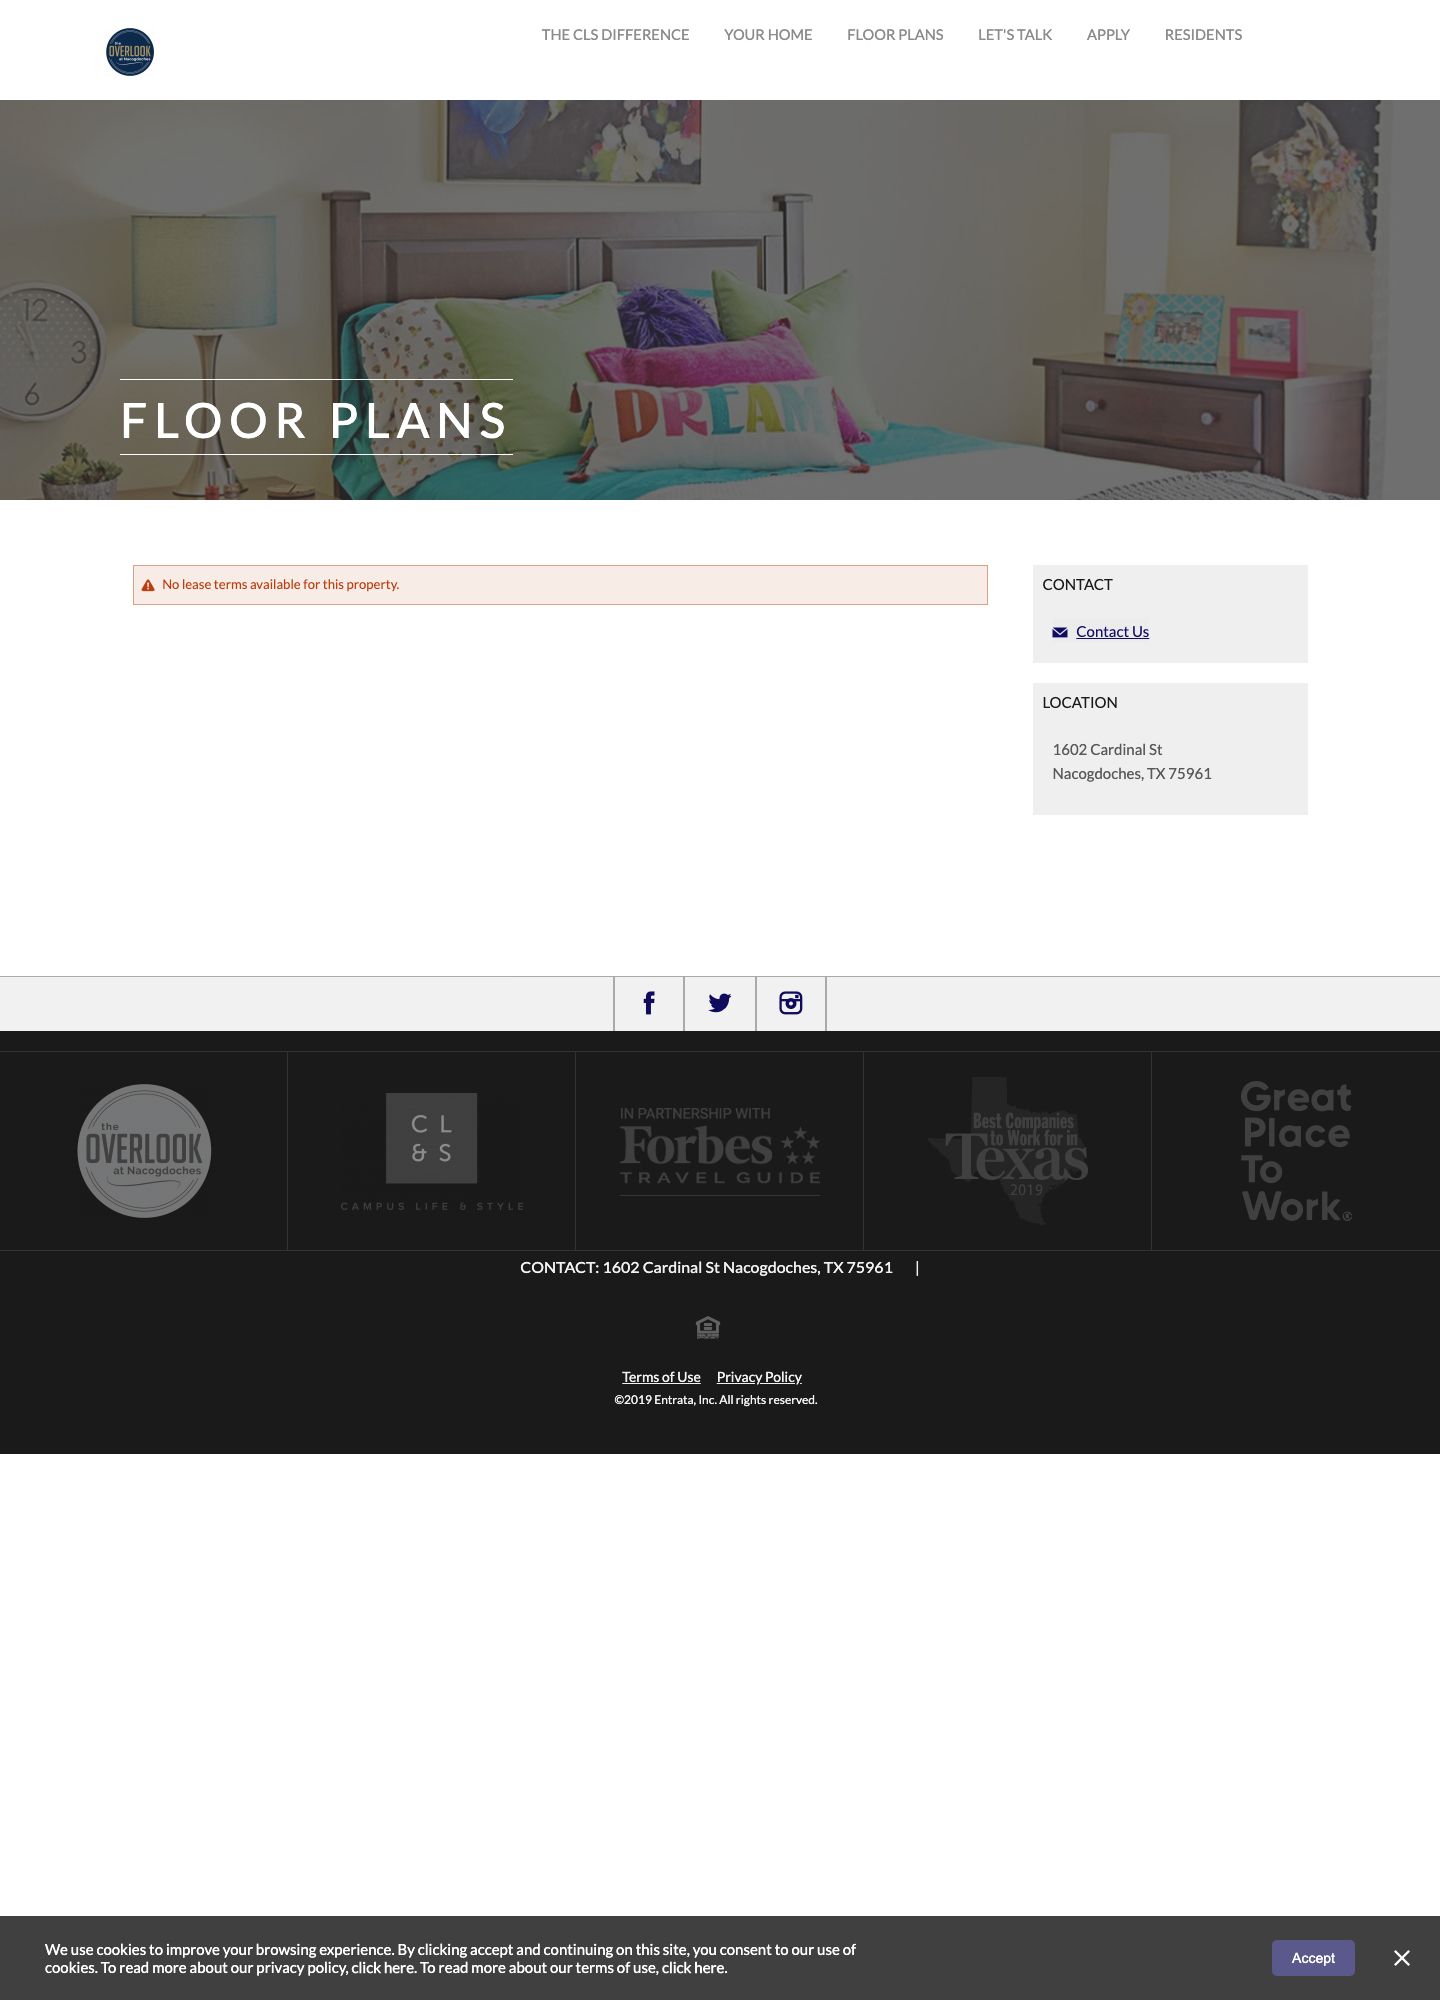 the
OVERLOOK
at Nacogdoches
THE CLS DIFFERENCE
YOUR HOME
FLOOR PLANS
LET'S TALK
APPLY
RESIDENTS
12
3
6
DREAM
FLOOR PLANS
No lease terms available for this property.
CONTACT
Contact Us
LOCATION
1602 Cardinal St
Nacogdoches, TX 75961
the
OVERLOOK
at Nacogdoches
C L
& S
CAMPUS LIFE & STYLE
IN PARTNERSHIP WITH
Forbes
TRAVEL GUIDE
Best Companies
to Work for in
Texas
2019
Great
Place
To
Work®
CONTACT: 1602 Cardinal St Nacogdoches, TX 75961 |
Terms of Use Privacy Policy
©2019 Entrata, Inc. All rights reserved.
We use cookies to improve your browsing experience. By clicking accept and continuing on this site, you consent to our use of
cookies. To read more about our privacy policy, click here. To read more about our terms of use, click here.
Accept